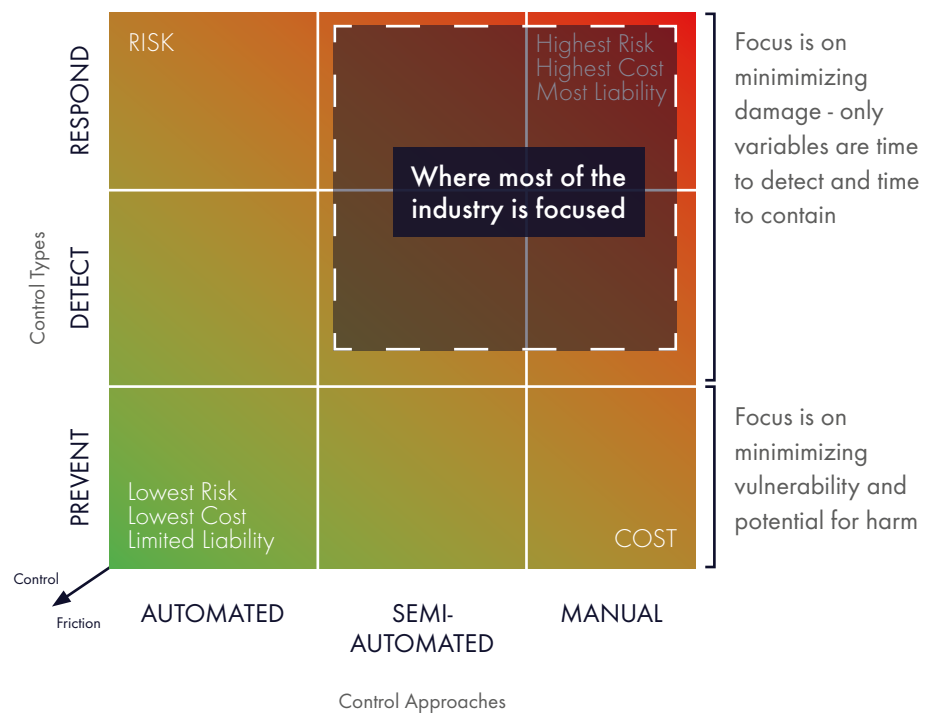 RISK
Highest Risk
Highest Cost
Most Liability
Where most of the
industry is focused
Lowest Risk
Lowest Cost
Limited Liability
COST
Control Types
RESPOND
DETECT
PREVENT
Control
Friction
AUTOMATED
SEMI-
AUTOMATED
MANUAL
Control Approaches
Focus is on
minimimizing
damage - only
variables are time
to detect and time
to contain
Focus is on
minimimizing
vulnerability and
potential for harm